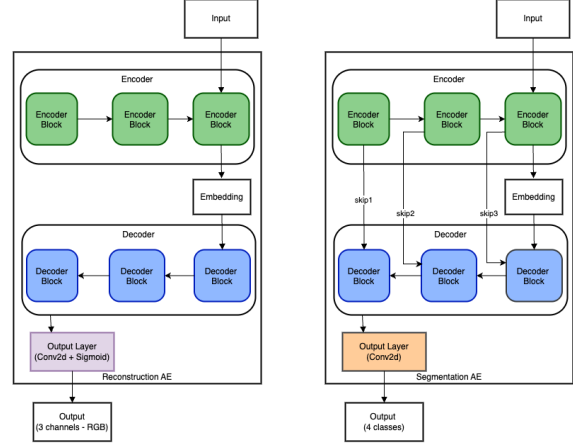 Input
Encoder
Encoder
Block
Encoder
Block
Encoder
Block
Embedding
Decoder
Decoder
Block
Decoder
Block
Decoder
Block
Output Layer
(Conv2d + Sigmoid)
Reconstruction AE
Output
(3 channels - RGB)
Input
Encoder
Encoder
Block
Encoder
Block
Encoder
Block
skip1
skip2
skip3
Embedding
Decoder
Decoder
Block
Decoder
Block
Decoder
Block
Output Layer
(Conv2d)
Segmentation AE
Output
(4 classes)